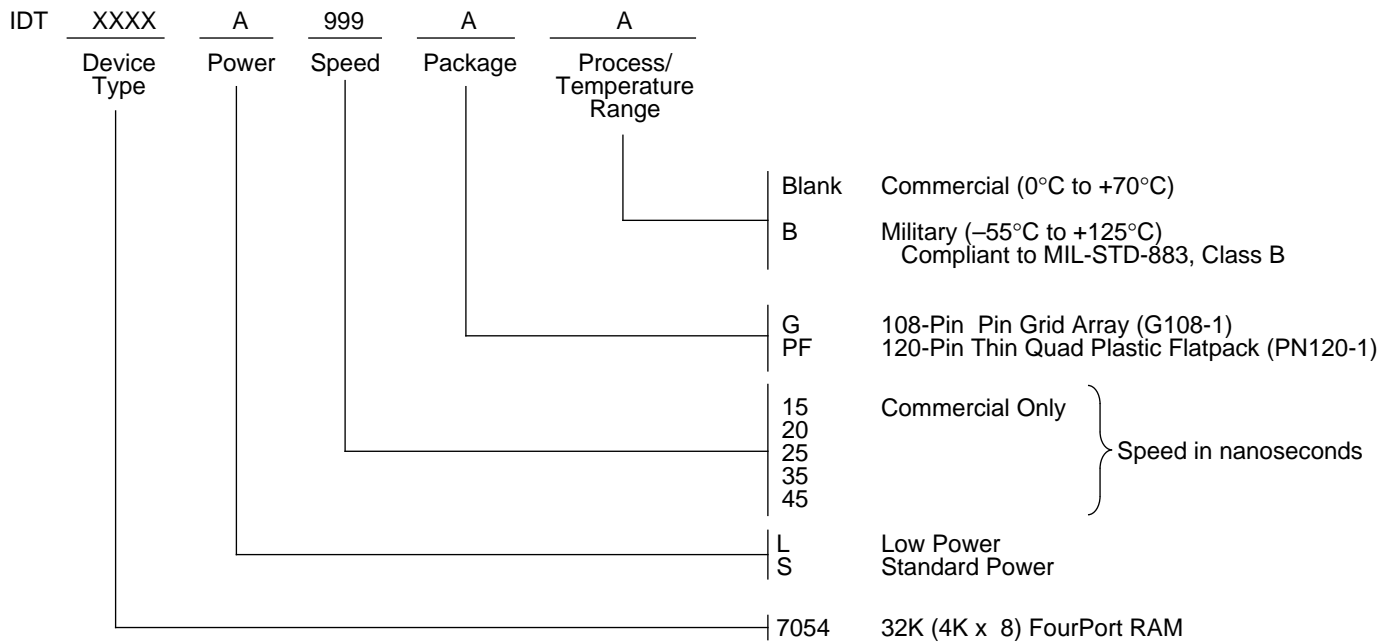 IDT XXXX A 999 A A
Device Type
Power
Speed
Package
Process/
Temperature
Range
Blank Commercial (0°C to +70°C)
B Military (–55°C to +125°C)
Compliant to MIL-STD-883, Class B
G 108-Pin Pin Grid Array (G108-1)
PF 120-Pin Thin Quad Plastic Flatpack (PN120-1)
15 Commercial Only
20
25
35
45
Speed in nanoseconds
L Low Power
S Standard Power
7054 32K (4K x 8) FourPort RAM